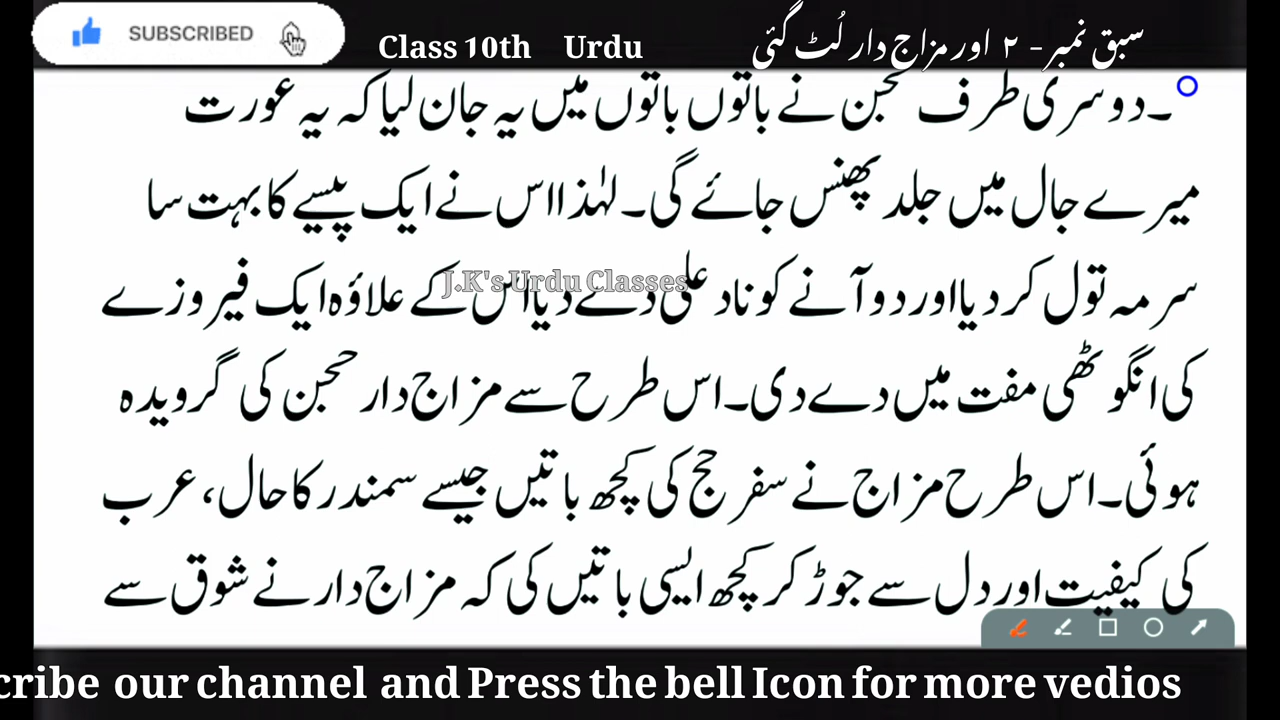 SUBSCRIBED
Class 10th Urdu سبق نمبر- ۲ اور مزاج دار لُٹ گئی
۔دوسری طرف حجن نے باتوں باتوں میں یہ جان لیا کہ یہ عورت
میرے جال میں جلد پھنس جائے گی۔ لہٰذا اس نے ایک پیسے کا بہت سا
سرمہ تول کر دیا اور دو آنے کو ناد علی دے دیا اس کے علاؤہ ایک فیروزے
J.K's Urdu Classes
کی انگوٹھی مفت میں دے دی۔ اس طرح سے مزاج دار حجن کی گرویدہ
ہوئی۔ اس طرح مزاج نے سفر حج کی کچھ باتیں جیسے سمندر کا حال، عرب
کی کیفیت اور دل سے جوڑ کر کچھ ایسی باتیں کی کہ مزاج دار نے شوق سے
cribe our channel and Press the bell Icon for more vedios